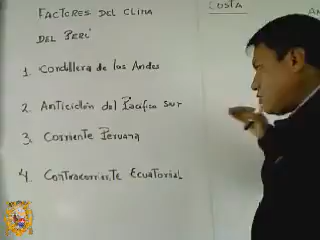 FACTORES DEL CLIMA
DEL PERÚ
1. Cordillera de los Andes
2. Anticiclón del Pacífico Sur
3. Corriente Peruana
4. Contracorriente Ecuatorial
COSTA